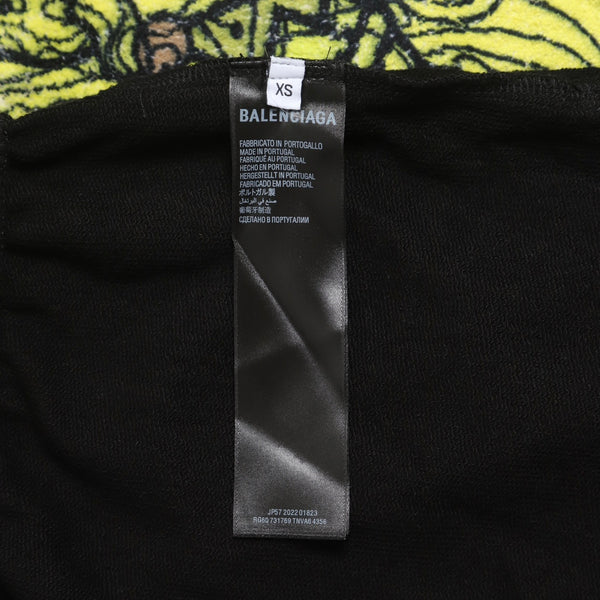 XS
BALENCIAGA
FABBRICATO IN PORTOGALLO
MADE IN PORTUGAL
FABRIQUÉ AU PORTUGAL
HECHO EN PORTUGAL
HERGESTELLT IN PORTUGAL
FABRICADO EM PORTUGAL
ポルトガル製
صنع في البرتغال
葡萄牙制造
СДЕЛАНО В ПОРТУГАЛИИ
JP57 2022 01823
RG60 731769 TNVA6 4356